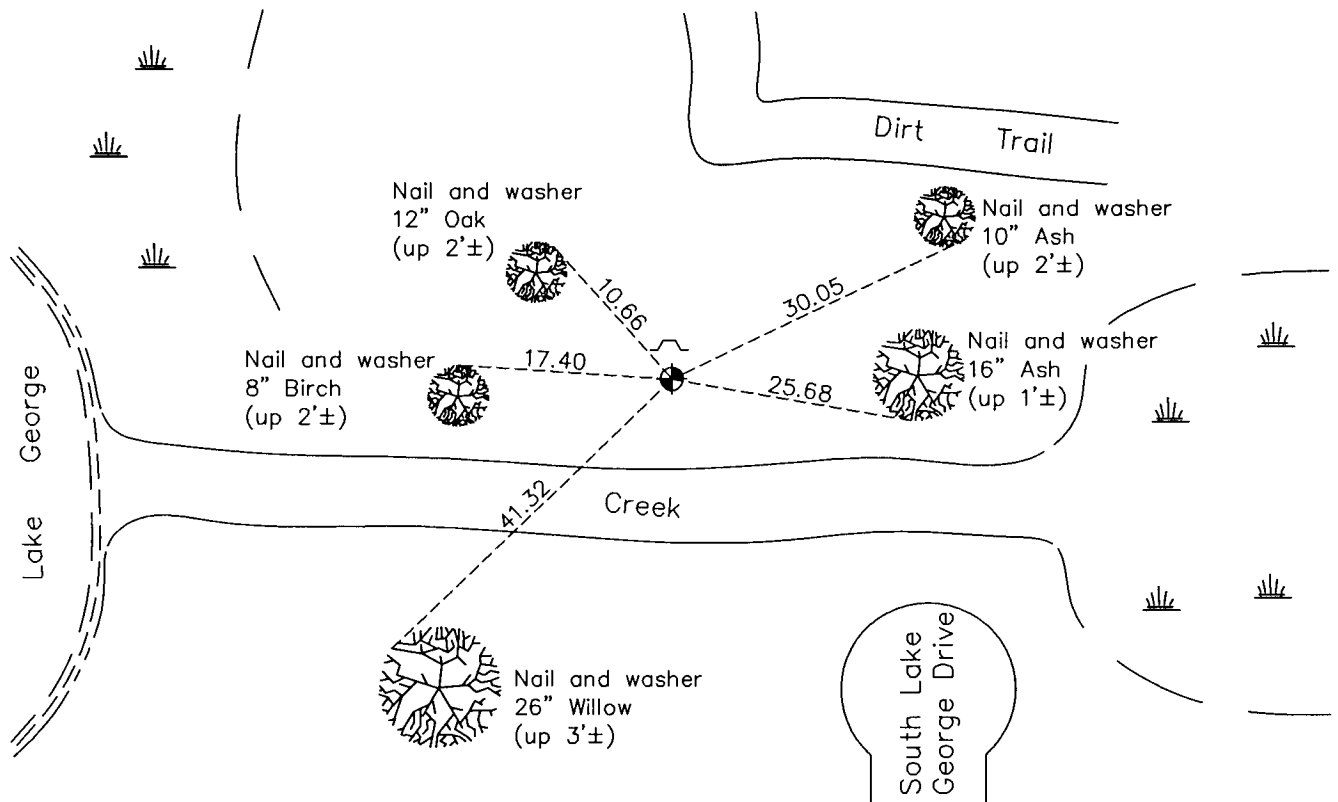 Dirt Trail
Nail and washer
12" Oak
(up 2'±)
Nail and washer
10" Ash
(up 2'±)
10.66
30.05
Nail and washer
8" Birch
(up 2'±)
17.40
25.68
Nail and washer
16" Ash
(up 1'±)
Lake George
41.32
Creek
Nail and washer
26" Willow
(up 3'±)
South Lake
George Drive